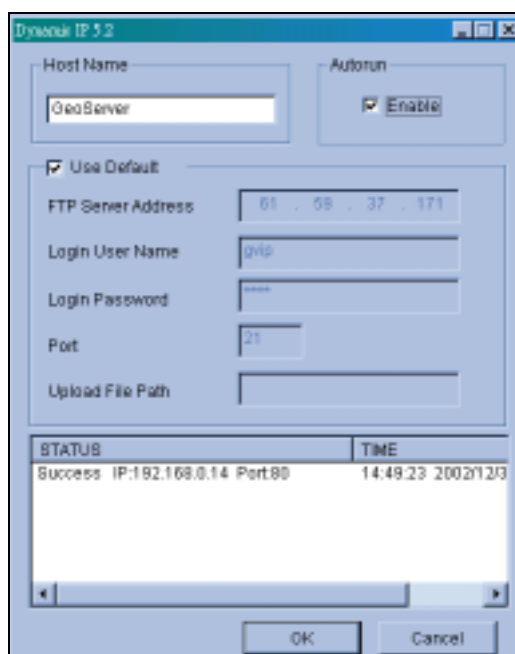 Dynamic IP 5.2
Host Name
Autorun
GeoServer
Enable
Use Default
FTP Server Address
61 . 59 . 37 . 171
Login User Name
gvip
Login Password
****
Port
21
Upload File Path
STATUS
TIME
Success IP:192.168.0.14 Port:80
14:49:23 2002/12/3
OK
Cancel